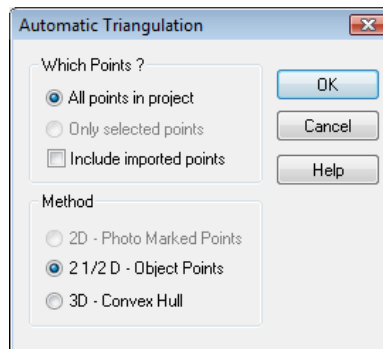 Automatic Triangulation
Which Points ?
All points in project
Only selected points
Include imported points
OK
Cancel
Help
Method
2D - Photo Marked Points
2 1/2 D - Object Points
3D - Convex Hull